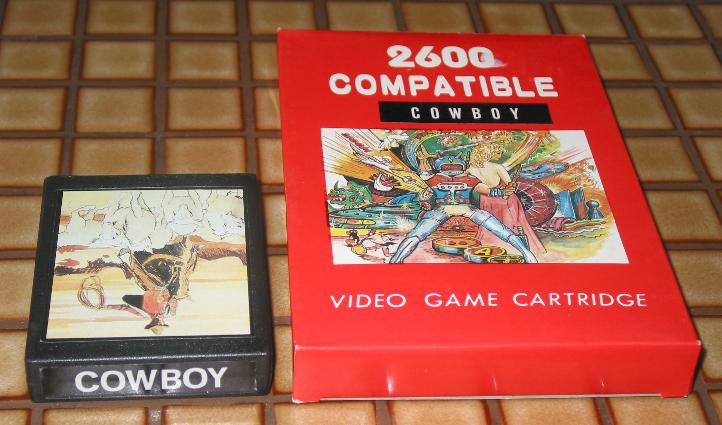 2600
COMPATIBLE
COWBOY
VIDEO GAME CARTRIDGE
COWBOY